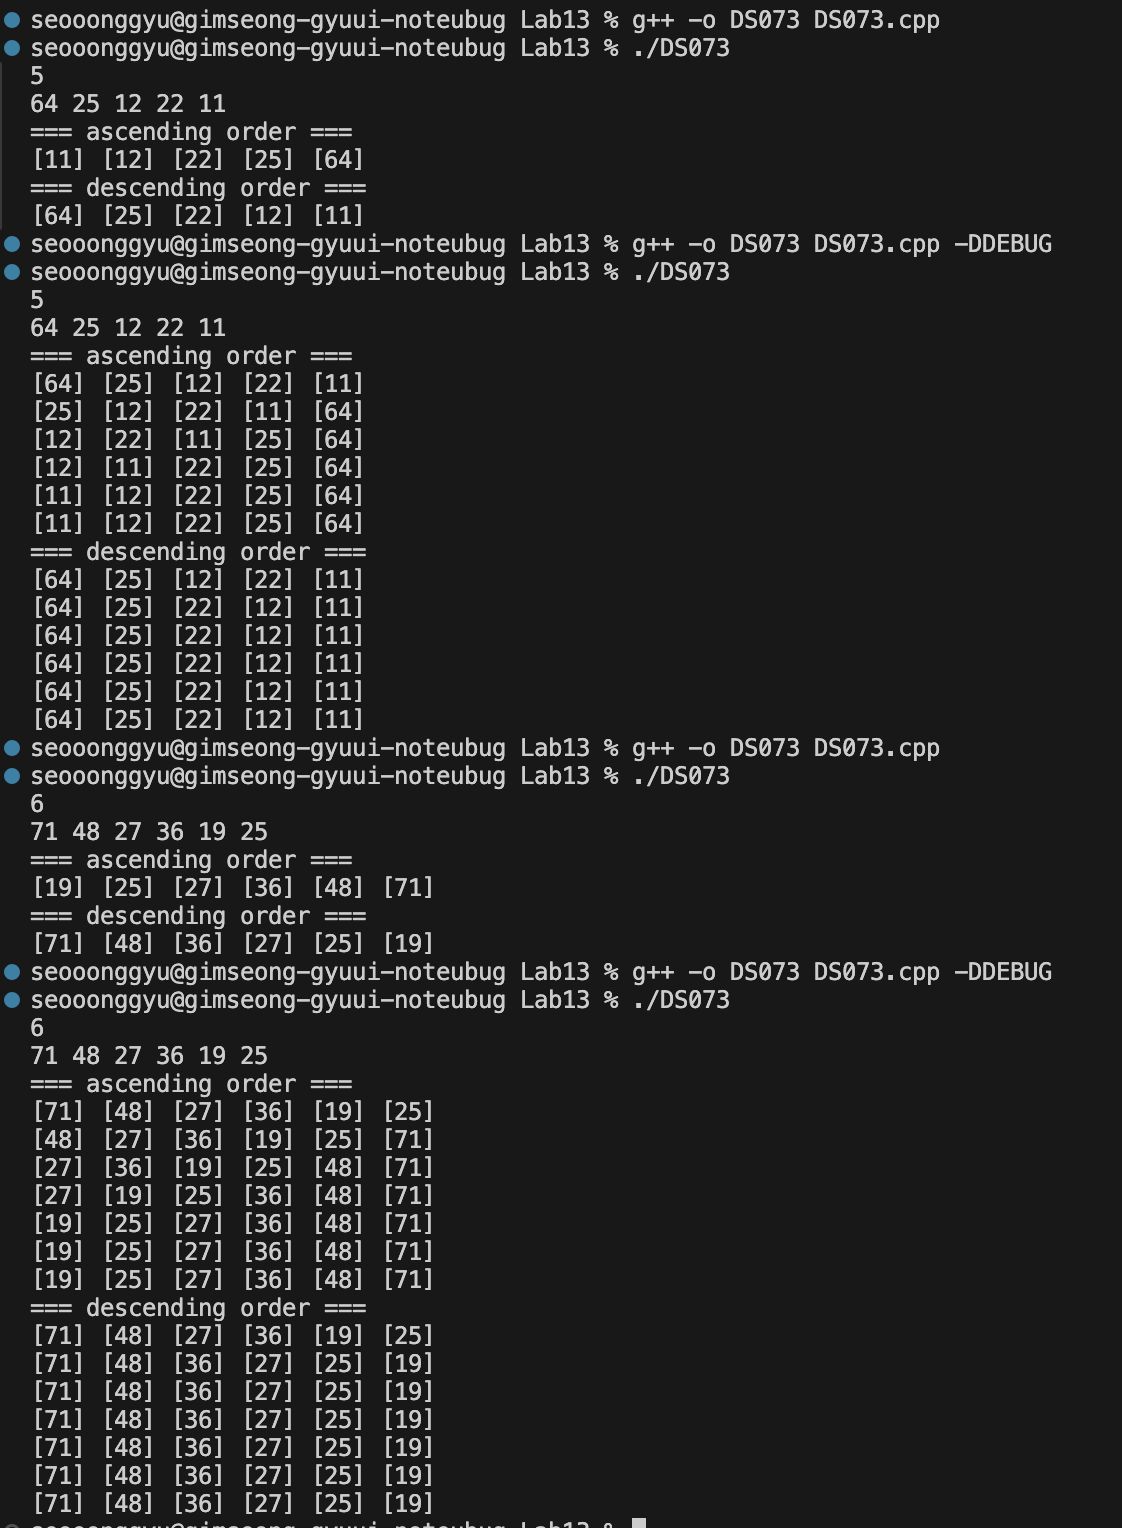 seooonggyu@gimseong-gyuui-noteubug Lab13 % g++ -o DS073 DS073.cpp
seooonggyu@gimseong-gyuui-noteubug Lab13 % ./DS073
5
64 25 12 22 11
=== ascending order ===
[11] [12] [22] [25] [64]
=== descending order ===
[64] [25] [22] [12] [11]
seooonggyu@gimseong-gyuui-noteubug Lab13 % g++ -o DS073 DS073.cpp -DDEBUG
seooonggyu@gimseong-gyuui-noteubug Lab13 % ./DS073
5
64 25 12 22 11
=== ascending order ===
[64] [25] [12] [22] [11]
[25] [12] [22] [11] [64]
[12] [22] [11] [25] [64]
[12] [11] [22] [25] [64]
[11] [12] [22] [25] [64]
[11] [12] [22] [25] [64]
=== descending order ===
[64] [25] [12] [22] [11]
[64] [25] [22] [12] [11]
[64] [25] [22] [12] [11]
[64] [25] [22] [12] [11]
[64] [25] [22] [12] [11]
[64] [25] [22] [12] [11]
seooonggyu@gimseong-gyuui-noteubug Lab13 % g++ -o DS073 DS073.cpp
seooonggyu@gimseong-gyuui-noteubug Lab13 % ./DS073
6
71 48 27 36 19 25
=== ascending order ===
[19] [25] [27] [36] [48] [71]
=== descending order ===
[71] [48] [36] [27] [25] [19]
seooonggyu@gimseong-gyuui-noteubug Lab13 % g++ -o DS073 DS073.cpp -DDEBUG
seooonggyu@gimseong-gyuui-noteubug Lab13 % ./DS073
6
71 48 27 36 19 25
=== ascending order ===
[71] [48] [27] [36] [19] [25]
[48] [27] [36] [19] [25] [71]
[27] [36] [19] [25] [48] [71]
[27] [19] [25] [36] [48] [71]
[19] [25] [27] [36] [48] [71]
[19] [25] [27] [36] [48] [71]
[19] [25] [27] [36] [48] [71]
=== descending order ===
[71] [48] [27] [36] [19] [25]
[71] [48] [36] [27] [25] [19]
[71] [48] [36] [27] [25] [19]
[71] [48] [36] [27] [25] [19]
[71] [48] [36] [27] [25] [19]
[71] [48] [36] [27] [25] [19]
[71] [48] [36] [27] [25] [19]
seooonggyu@gimseong-gyuui-noteubug Lab13 %